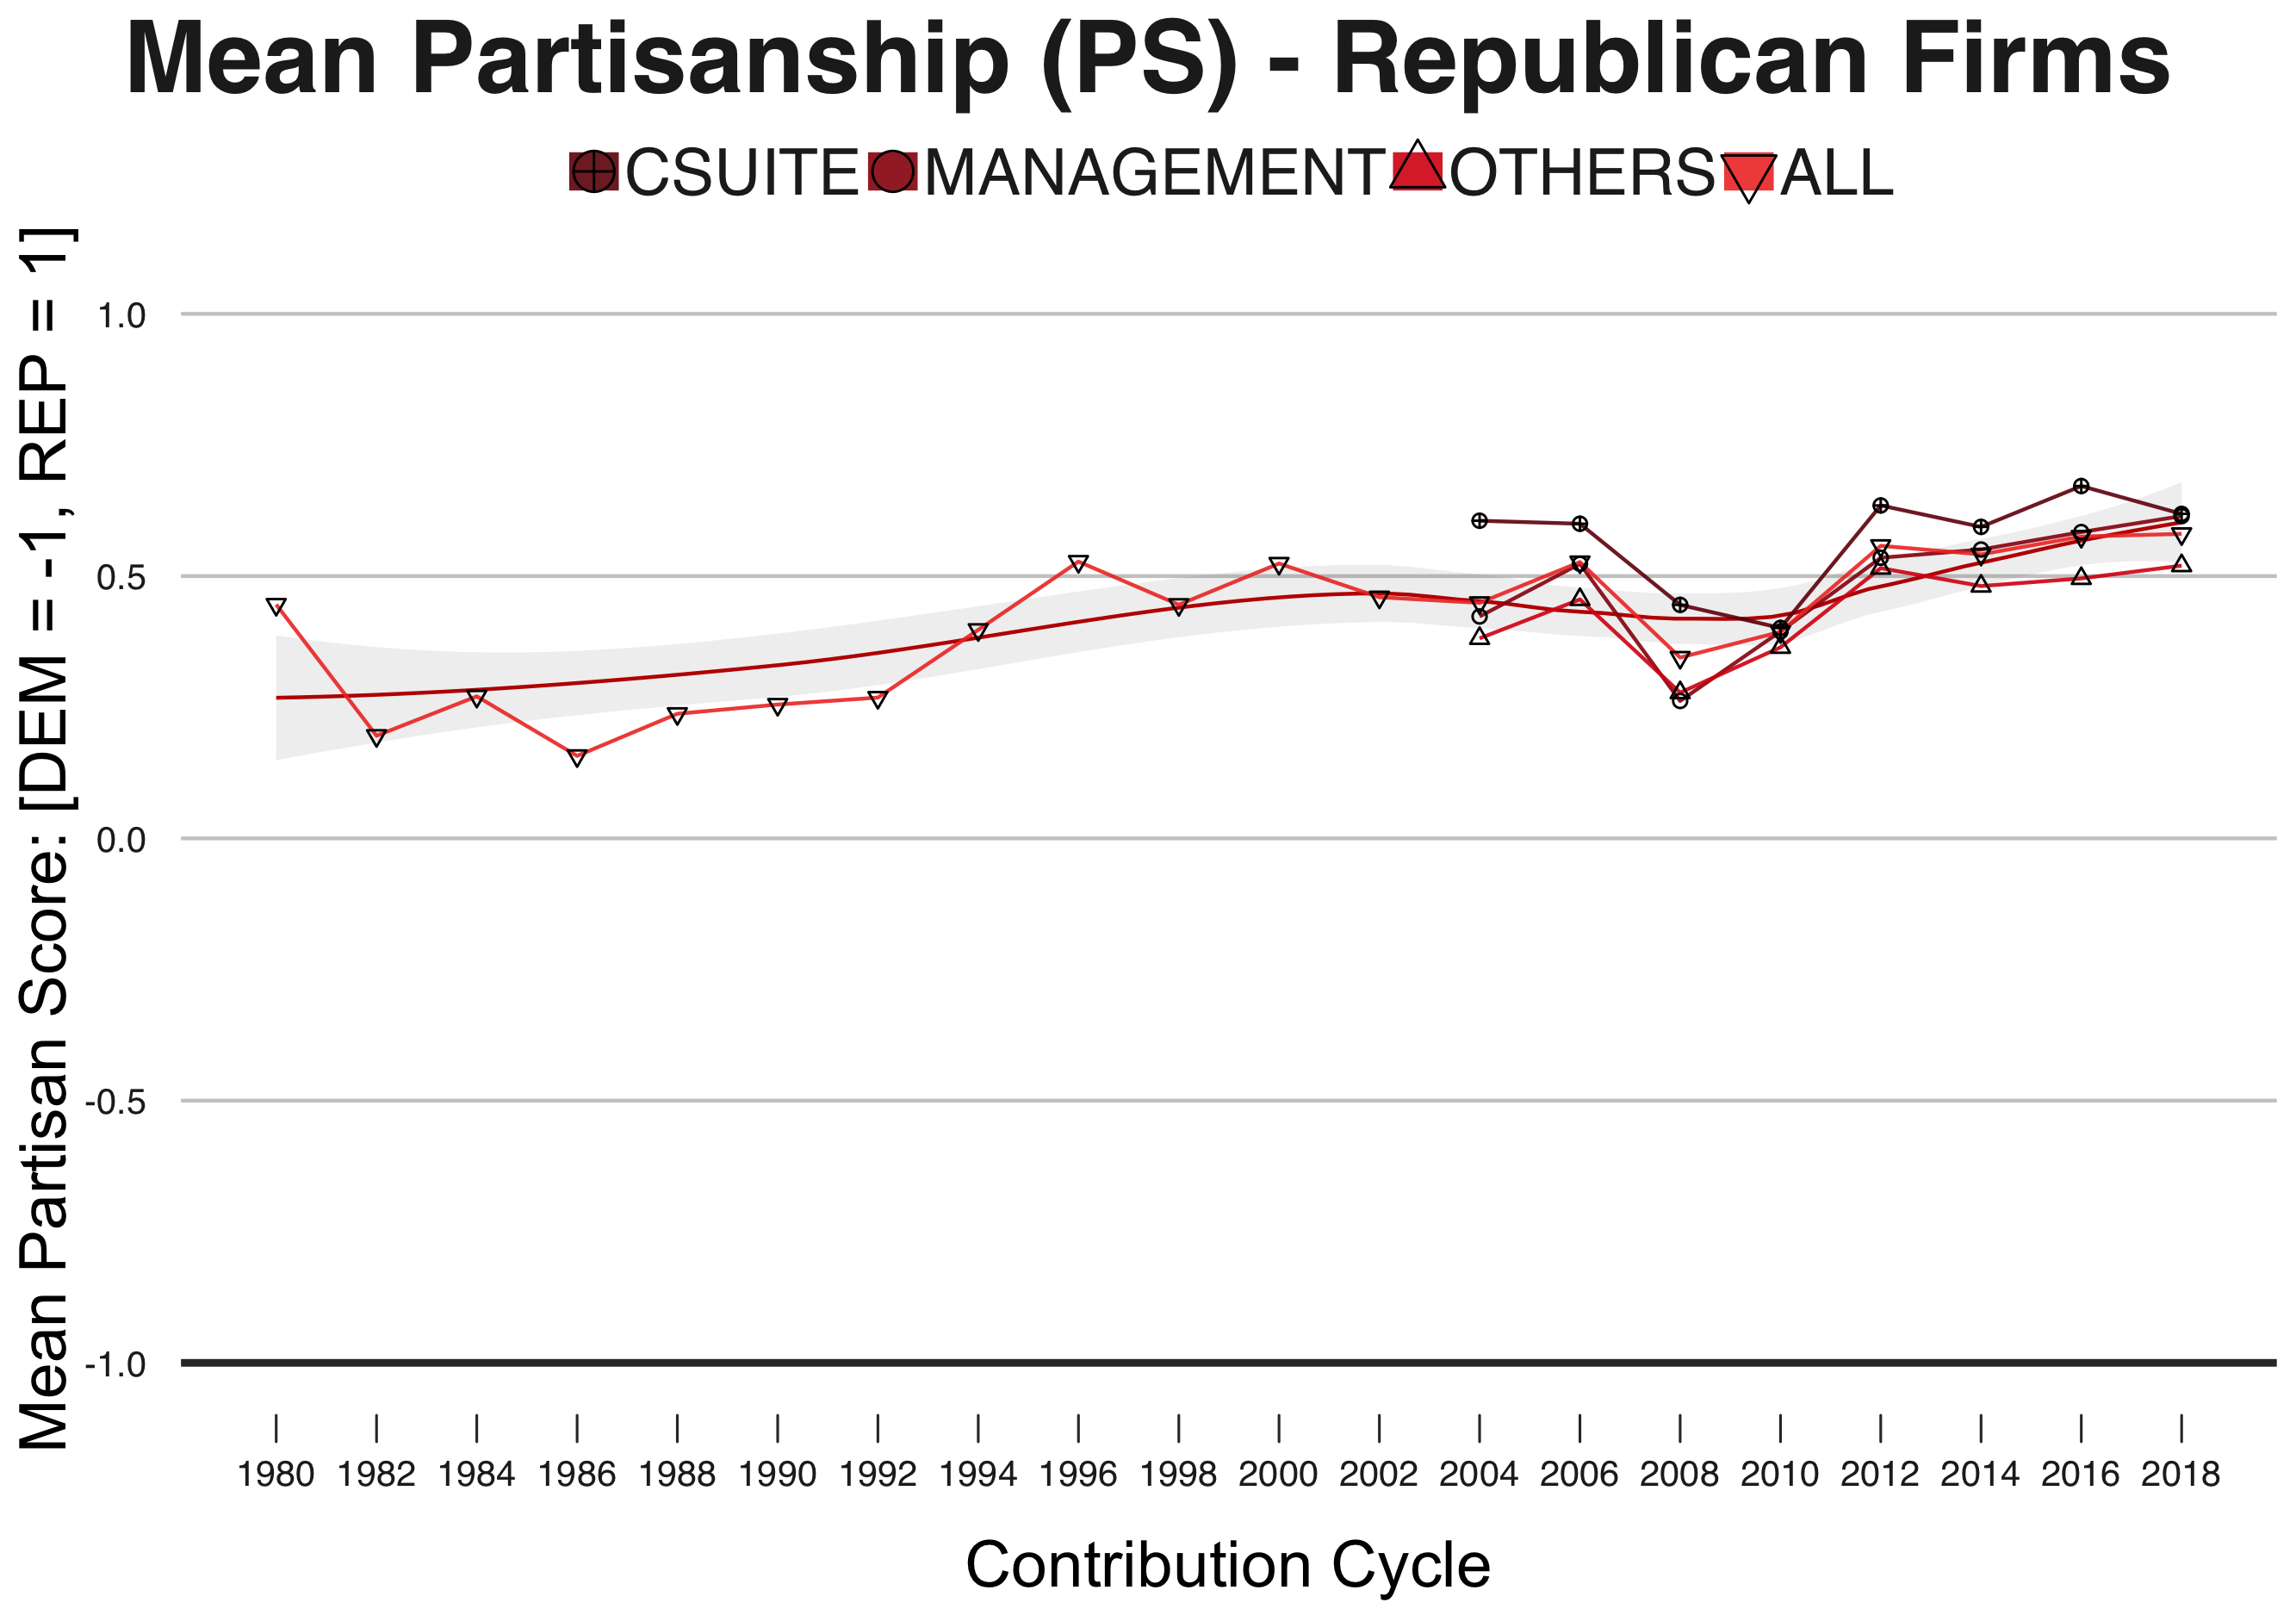 Mean Partisanship (PS) - Republican Firms
CSUITE MANAGEMENT OTHERS ALL
Mean Partisan Score: [DEM = -1, REP = 1]
1.0
0.5
0.0
-0.5
-1.0
1980 1982 1984 1986 1988 1990 1992 1994 1996 1998 2000 2002 2004 2006 2008 2010 2012 2014 2016 2018
Contribution Cycle